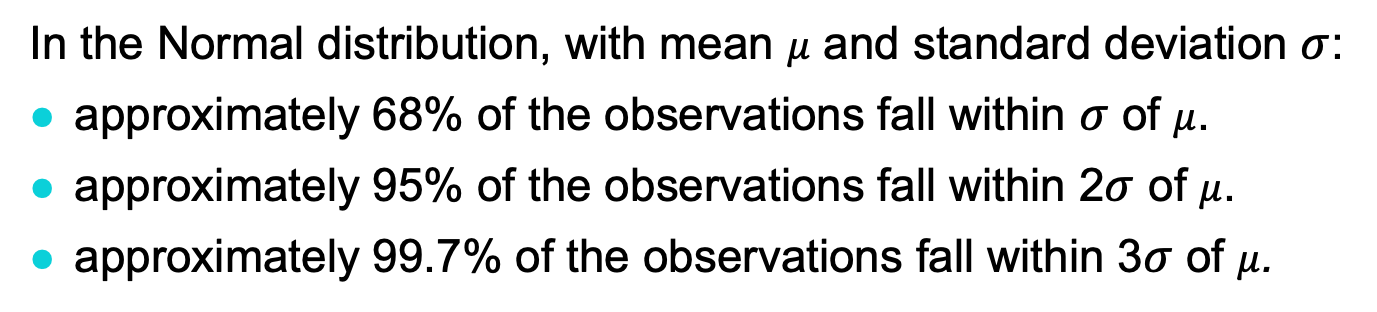 In the Normal distribution, with mean μ and standard deviation σ:
● approximately 68% of the observations fall within σ of μ.
● approximately 95% of the observations fall within 2σ of μ.
● approximately 99.7% of the observations fall within 3σ of μ.